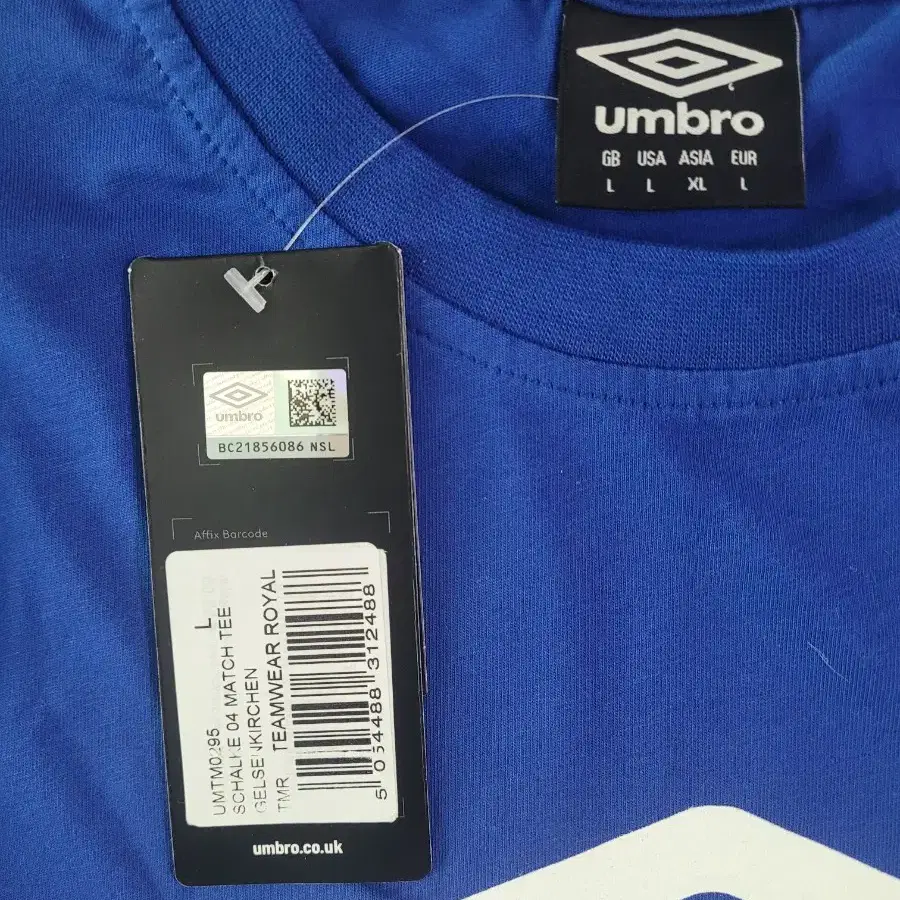 umbro
GB USA ASIA EUR
L L XL L
umbro
BC21856086 NSL
Affix Barcode
L
UMTM0295
SCHALKE 04 MATCH TEE
GELSENKIRCHEN
TMR TEAMWEAR ROYAL
5 054488 312488
umbro.co.uk